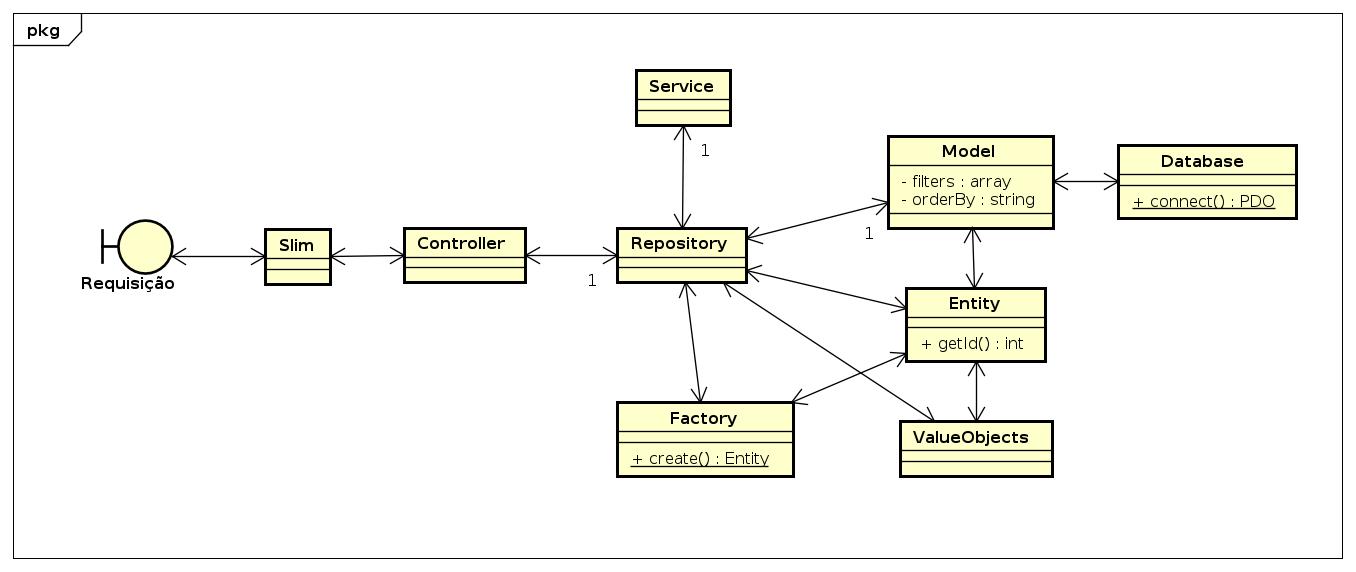 pkg
Service
1
Model
- filters : array
- orderBy : string
Database
+ connect() : PDO
Requisição
Slim
Controller
1
Repository
1
Entity
+ getId() : int
Factory
+ create() : Entity
ValueObjects